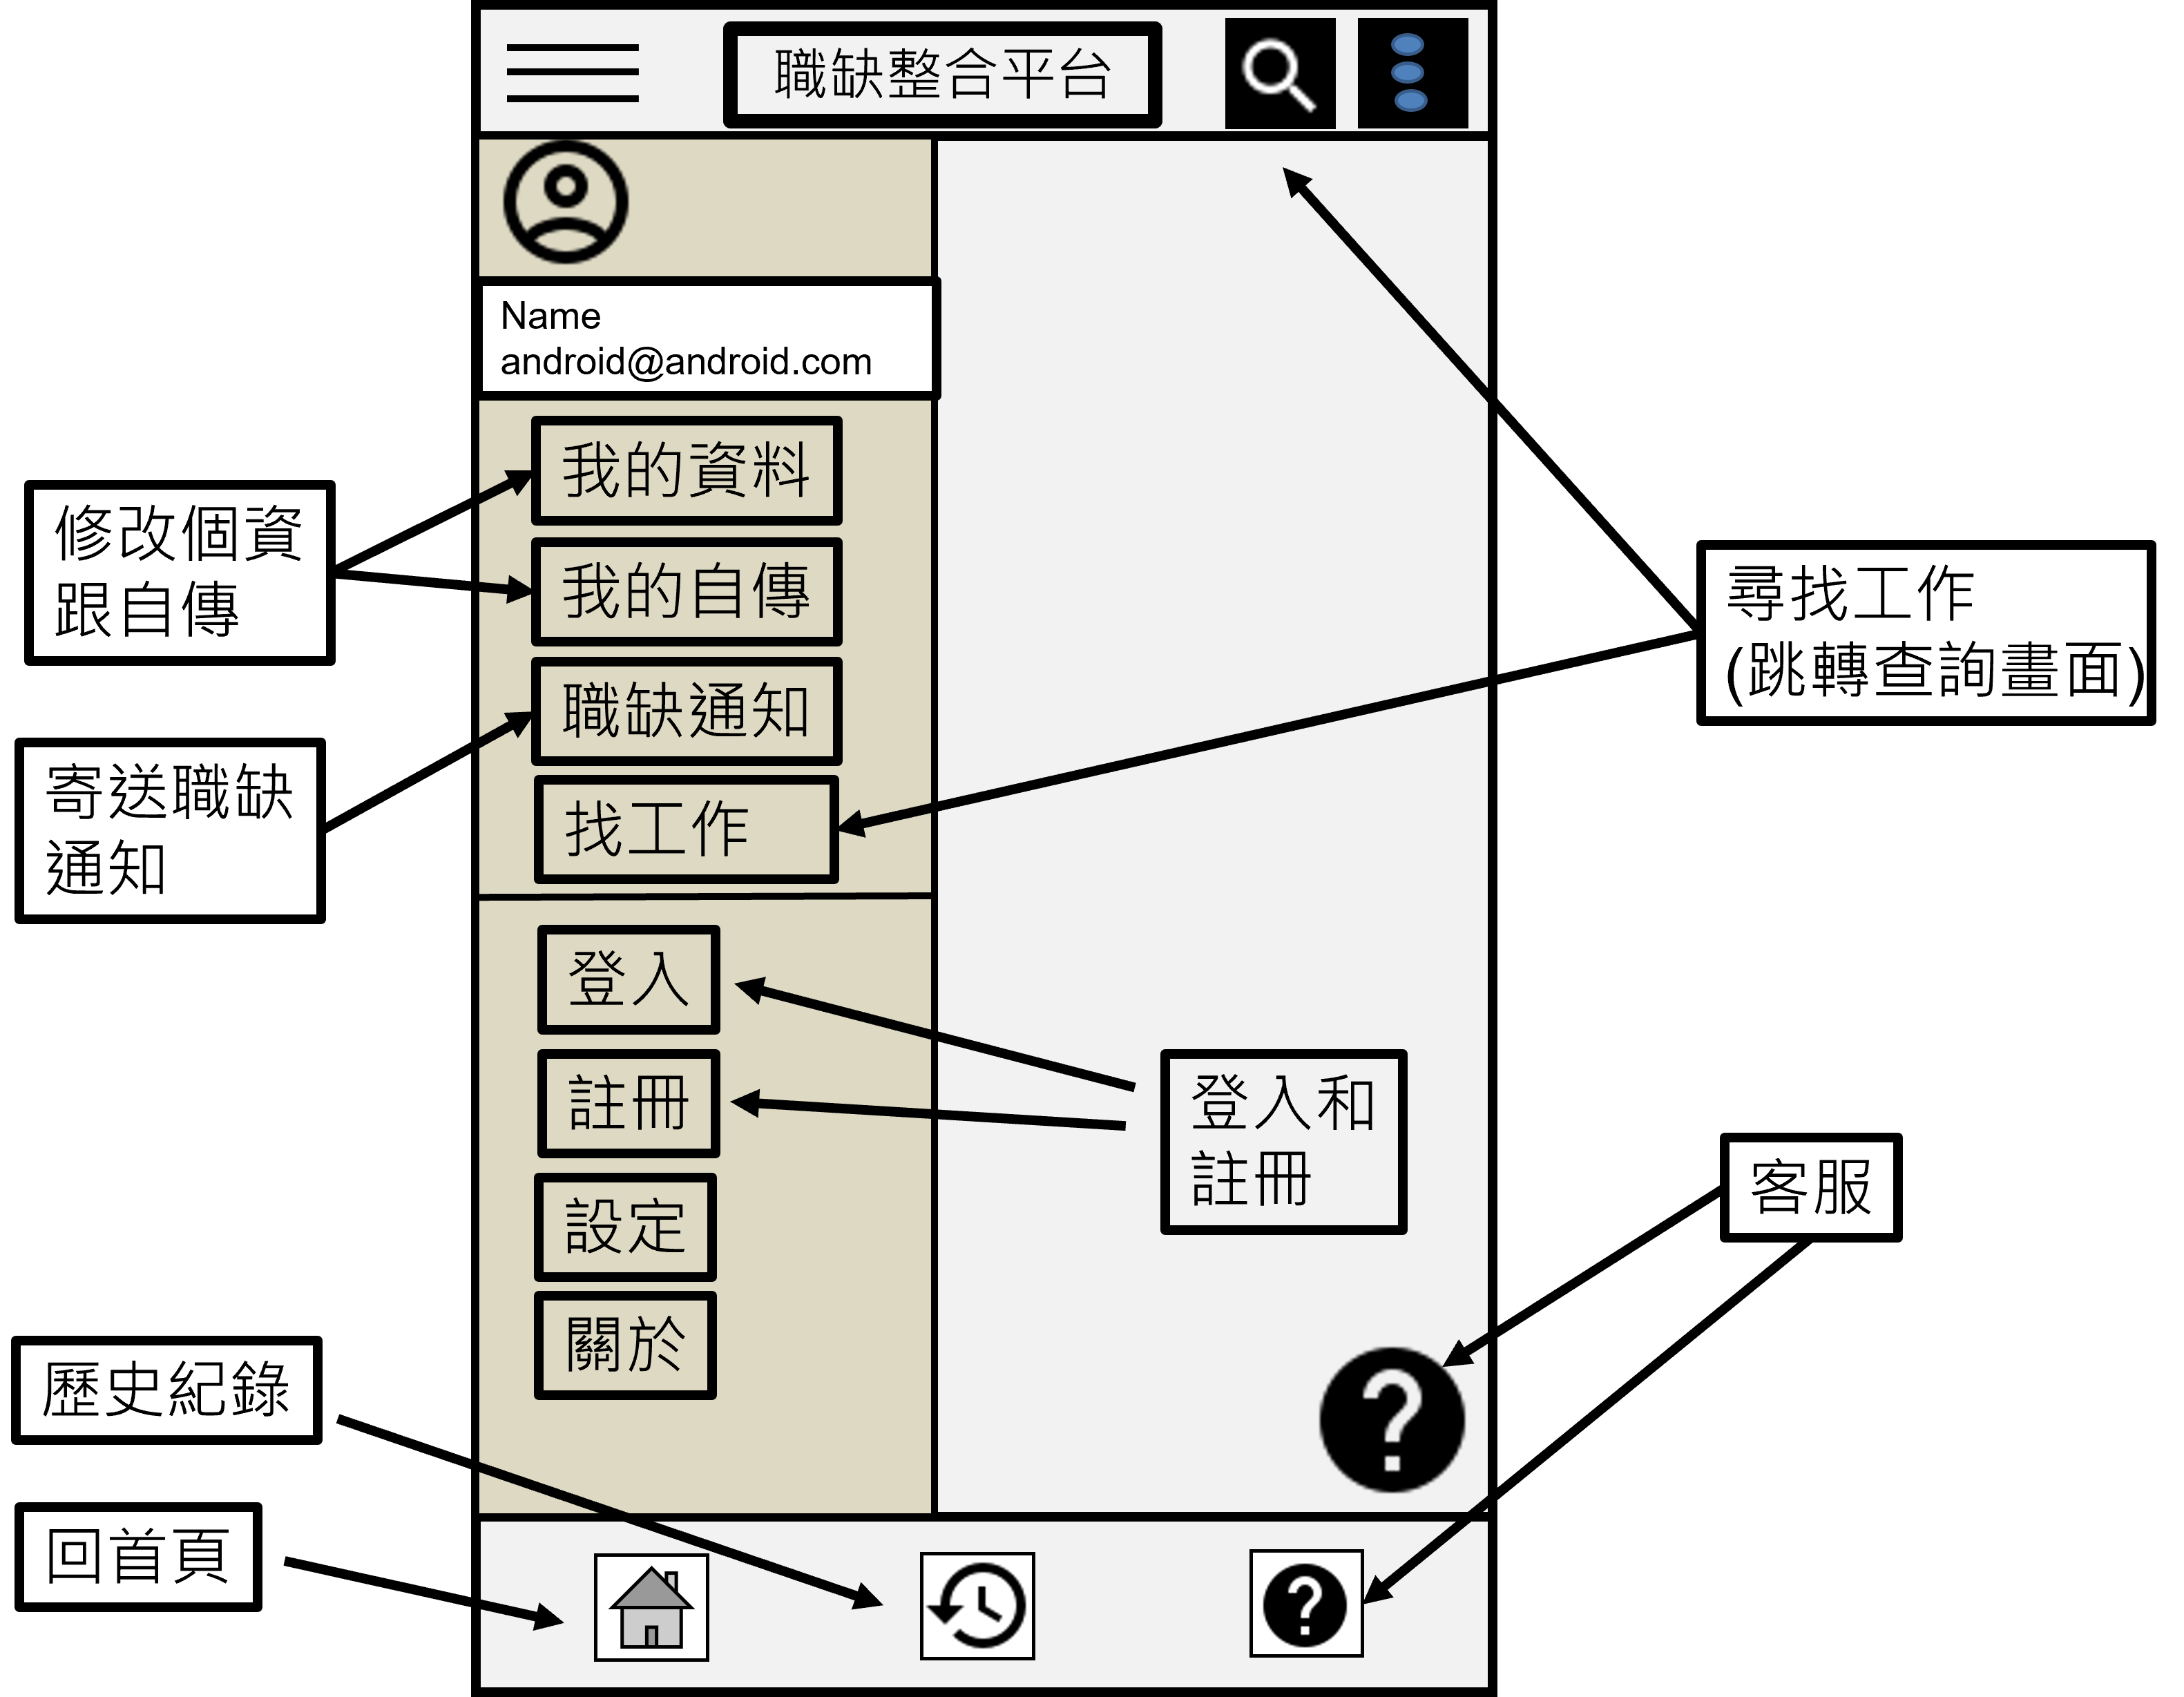 職缺整合平台
Name
android@android.com
我的資料
我的自傳
職缺通知
找工作
登入
註冊
設定
關於
修改個資
跟自傳
寄送職缺
通知
歷史紀錄
回首頁
尋找工作
(跳轉查詢畫面)
登入和
註冊
客服